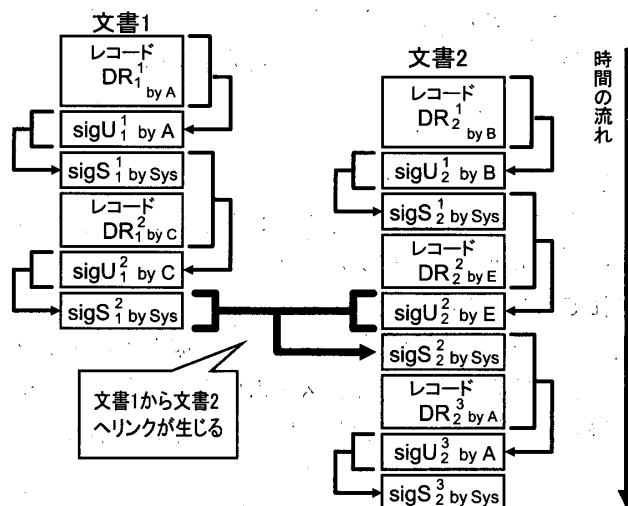 文書1
レコード
DR₁¹ by A
sigU₁¹ by A
sigS₁¹ by Sys
レコード
DR₁² by C
sigU₁² by C
sigS₁² by Sys
文書1から文書2
へリンクが生じる
文書2
レコード
DR₂¹ by B
sigU₂¹ by B
sigS₂¹ by Sys
レコード
DR₂² by E
sigU₂² by E
sigS₂² by Sys
レコード
DR₂³ by A
sigU₂³ by A
sigS₂³ by Sys
時間の流れ